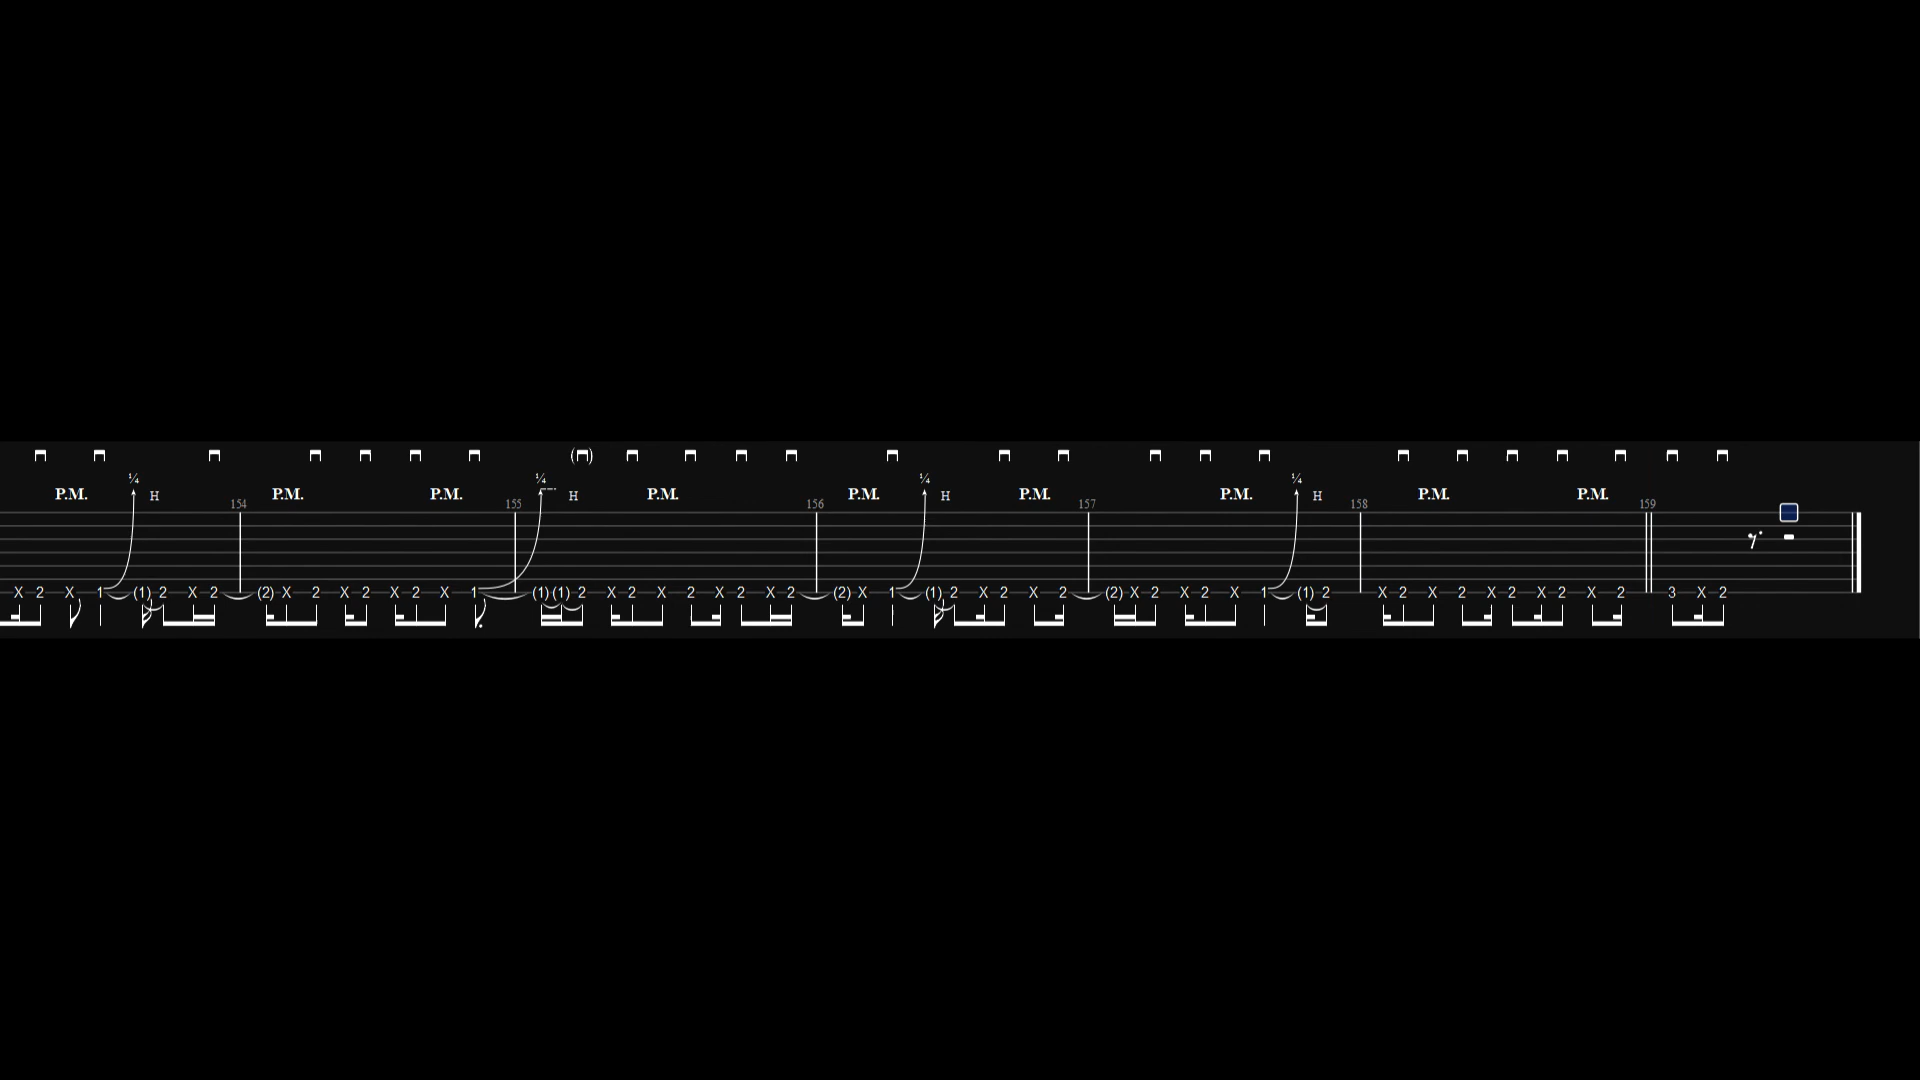 ¼ ¼ ¼ ¼
P.M. H P.M. P.M. H P.M. P.M. H P.M. P.M. H P.M. P.M.
154 155 156 157 158 159
X 2 X 1 (1) 2 X 2 (2) X 2 X 2 X 2 X 1 (1) (1) 2 X 2 X 2 X 2 X 2 (2) X 1 (1) 2 X 2 X 2 (2) X 2 X 2 X 1 (1) 2 X 2 X 2 X 2 X 2 X 2 3 X 2